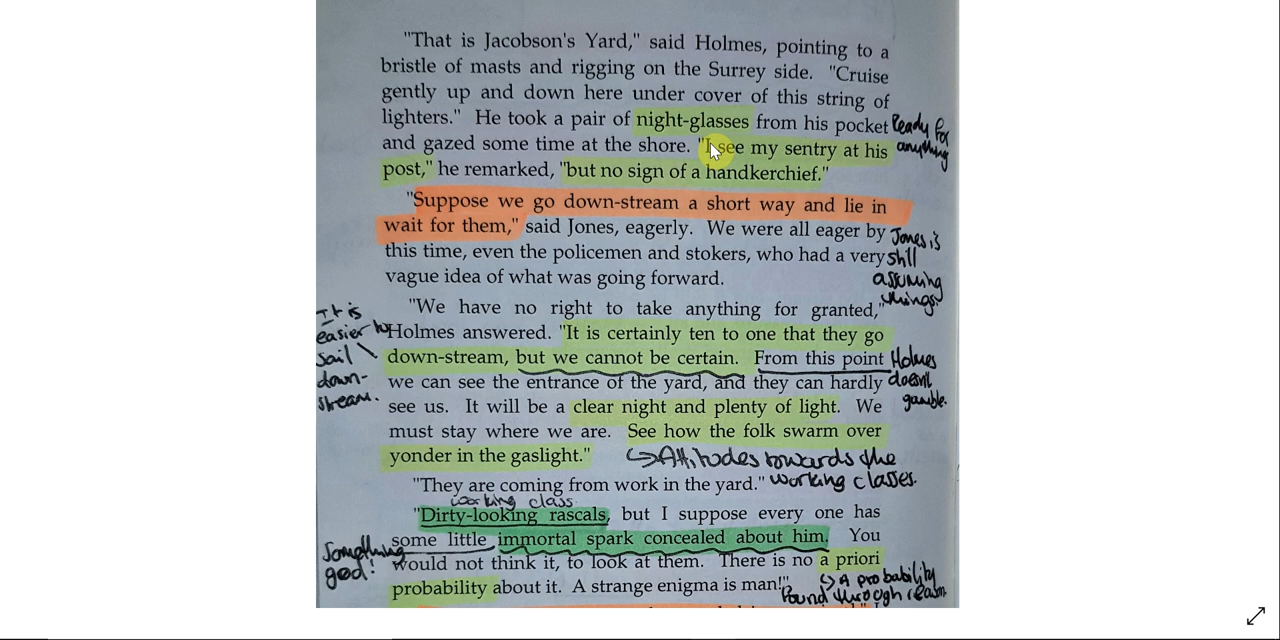 "That is Jacobson's Yard," said Holmes, pointing to a
bristle of masts and rigging on the Surrey side. "Cruise
gently up and down here under cover of this string of
lighters." He took a pair of night-glasses from his pocket
and gazed some time at the shore. "I see my sentry at his
post," he remarked, "but no sign of a handkerchief."
Ready for
anything
"Suppose we go down-stream a short way and lie in
wait for them," said Jones, eagerly. We were all eager by
this time, even the policemen and stokers, who had a very
vague idea of what was going forward.
Jones is
still
assuming
things.
"We have no right to take anything for granted,"
Holmes answered. "It is certainly ten to one that they go
down-stream, but we cannot be certain. From this point
we can see the entrance of the yard, and they can hardly
see us. It will be a clear night and plenty of light. We
must stay where we are. See how the folk swarm over
yonder in the gaslight."
It is
easier to
sail
down-
stream.
Holmes
doesn't
gamble.
Attitudes towards the
working classes.
"They are coming from work in the yard."
working class
"Dirty-looking rascals, but I suppose every one has
some little immortal spark concealed about him. You
would not think it, to look at them. There is no a priori
probability about it. A strange enigma is man!"
Something
good!
A probability
found through reason.